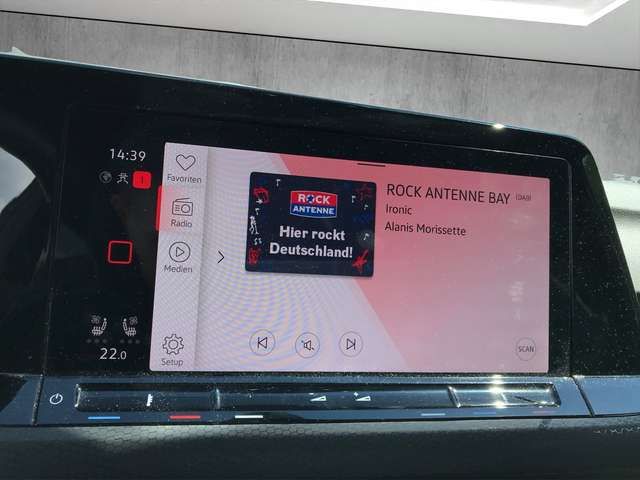 14:39
1
Favoriten
Radio
Medien
Setup
ROCK
ANTENNE
Hier rockt
Deutschland!
ROCK ANTENNE BAY (DAB)
Ironic
Alanis Morissette
SCAN
22.0